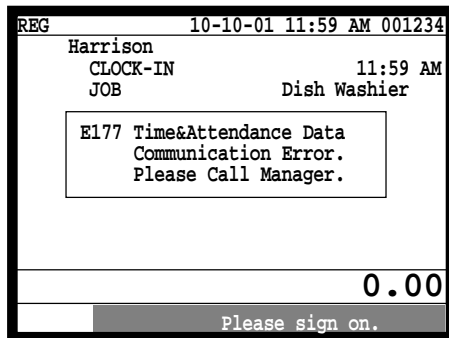 REG 10-10-01 11:59 AM 001234
Harrison
CLOCK-IN 11:59 AM
JOB Dish Washier
E177 Time&Attendance Data
Communication Error.
Please Call Manager.
0.00
Please sign on.